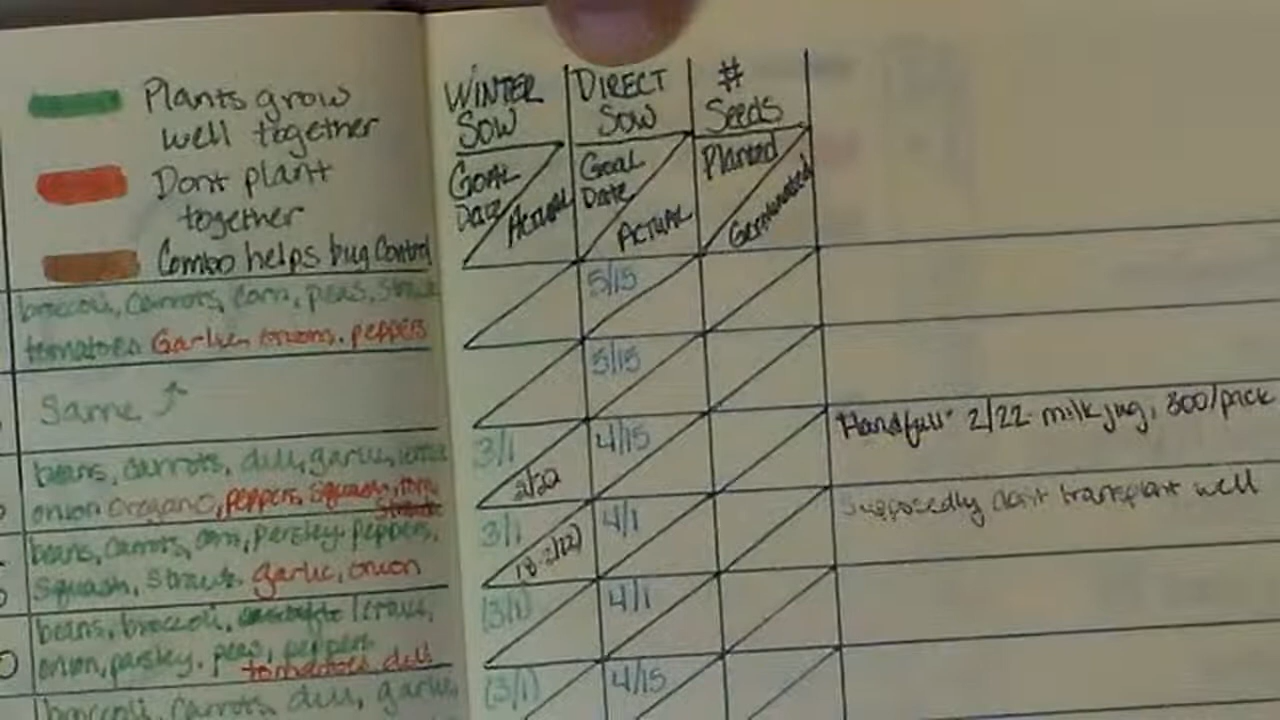 Plants grow
well together
Dont plant
together
Combo helps bug control
broccoli, carrots, corn, peas,
tomatoes Garlic, onions, peppers
Same
beans, carrots, dill, garlic,
onion oregano, peppers, squash,
beans, carrots, corn, persley, peppers,
squash, straw. garlic, onion
beans, broccoli,
onion, parsley, peas, peppers
tomatoes dill
broccoli, carrots, dill, garlic,
WINTER SOW
DIRECT SOW
# Seeds
GOAL Date ACTUAL
GOAL Date ACTUAL
Planted Germinated
5/15
5/15
3/1 2/22 4/15 "Handfull" 2/22 milk jug, 300/pack
3/1 4/1 Supposedly don't transplant well
(3/1) 4/1
(3/1) 4/15